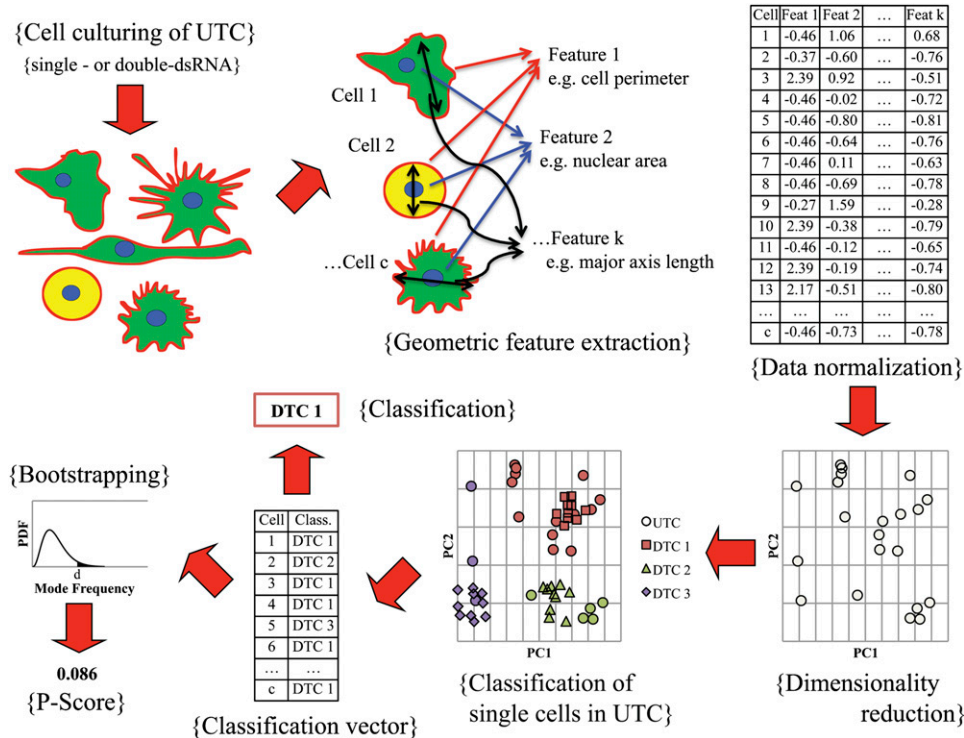 {Cell culturing of UTC}
{single - or double-dsRNA}
Cell 1
Cell 2
…Cell c
Feature 1
e.g. cell perimeter
Feature 2
e.g. nuclear area
…Feature k
e.g. major axis length
{Geometric feature extraction}
Cell Feat 1 Feat 2 … Feat k
1 -0.46 1.06 … 0.68
2 -0.37 -0.60 … -0.76
3 2.39 0.92 … -0.51
4 -0.46 -0.02 … -0.72
5 -0.46 -0.80 … -0.81
6 -0.46 -0.64 … -0.76
7 -0.46 0.11 … -0.63
8 -0.46 -0.69 … -0.78
9 -0.27 1.59 … -0.28
10 2.39 -0.38 … -0.79
11 -0.46 -0.12 … -0.65
12 2.39 -0.19 … -0.74
13 2.17 -0.51 … -0.80
… … … … …
c -0.46 -0.73 … -0.78
{Data normalization}
PC2
PC1
{Dimensionality
reduction}
UTC
DTC 1
DTC 2
DTC 3
PC2
PC1
{Classification of
single cells in UTC}
DTC 1
{Classification}
Cell Class.
1 DTC 1
2 DTC 2
3 DTC 1
4 DTC 1
5 DTC 3
6 DTC 1
… …
c DTC 1
{Classification vector}
{Bootstrapping}
PDF
d
Mode Frequency
0.086
{P-Score}